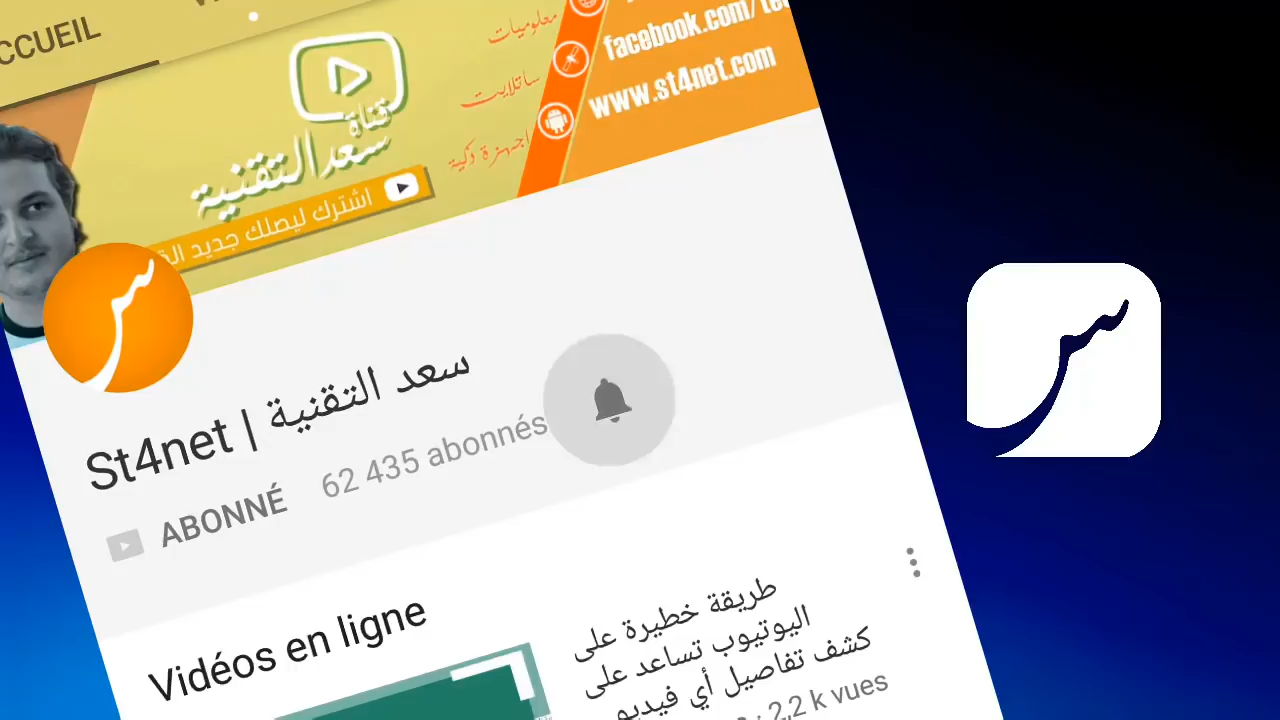 CCUEIL
معلوميات
ساتلايت
اجهزة ذكية
facebook.com/te
www.st4net.com
قناة
سعد التقنية
اشترك ليصلك جديد
St4net | سعد التقنية
ABONNÉ
62 435 abonnés
Vidéos en ligne
طريقة خطيرة على
اليوتيوب تساعد على
كشف تفاصيل أي فيديو
2,2 k vues